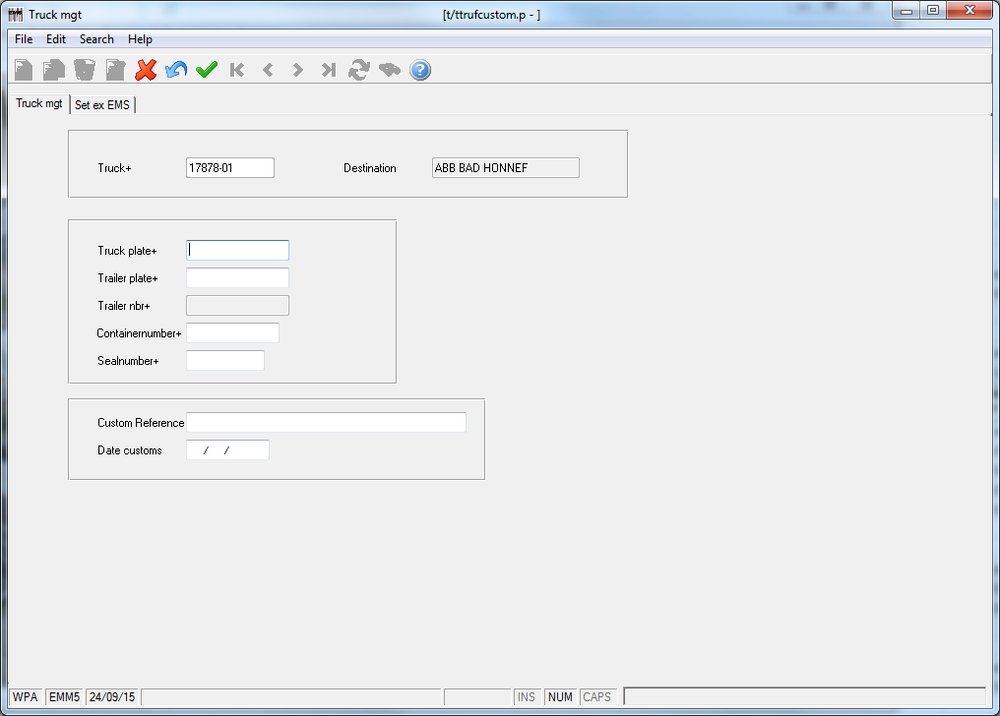 Truck mgt [t/ttrufcustom.p - ]
File Edit Search Help
Truck mgt Set ex EMS
Truck+ 17878-01 Destination ABB BAD HONNEF
Truck plate+
Trailer plate+
Trailer nbr+
Containernumber+
Sealnumber+
Custom Reference
Date customs / /
WPA EMM5 24/09/15 INS NUM CAPS